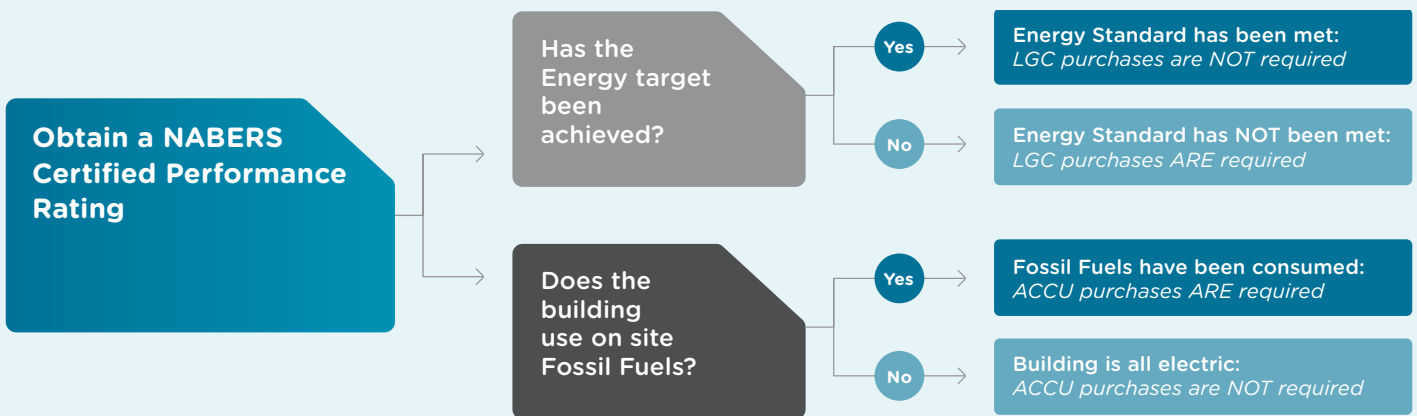 Obtain a NABERS
Certified Performance
Rating
Has the
Energy target
been
achieved?
Yes
Energy Standard has been met:
LGC purchases are NOT required
No
Energy Standard has NOT been met:
LGC purchases ARE required
Does the
building
use on site
Fossil Fuels?
Yes
Fossil Fuels have been consumed:
ACCU purchases ARE required
No
Building is all electric:
ACCU purchases are NOT required